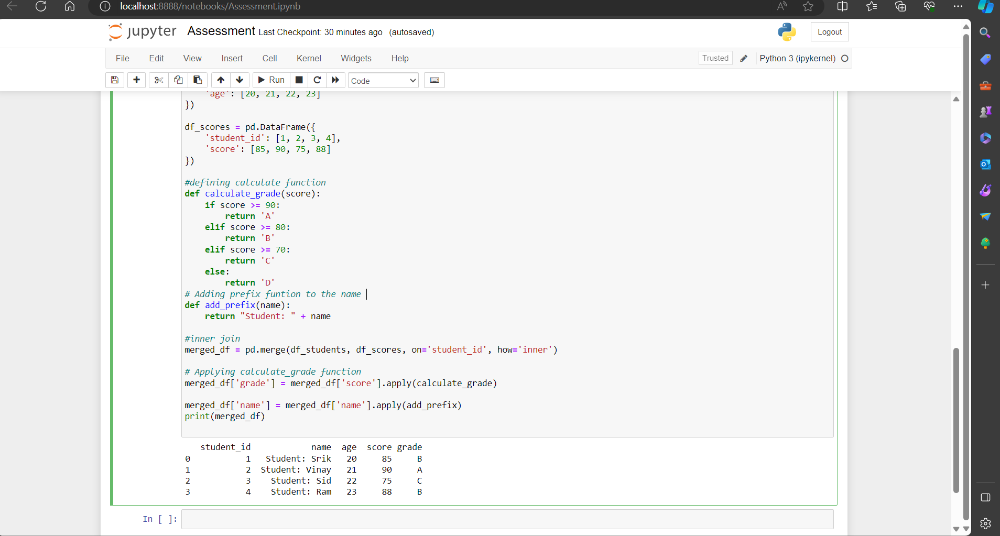 localhost:8888/notebooks/Assessment.ipynb
jupyter Assessment Last Checkpoint: 30 minutes ago (autosaved)
Logout
File Edit View Insert Cell Kernel Widgets Help
Trusted
Python 3 (ipykernel)
Run
Code
'age': [20, 21, 22, 23]
})
df_scores = pd.DataFrame({
    'student_id': [1, 2, 3, 4],
    'score': [85, 90, 75, 88]
})
#defining calculate function
def calculate_grade(score):
    if score >= 90:
        return 'A'
    elif score >= 80:
        return 'B'
    elif score >= 70:
        return 'C'
    else:
        return 'D'
# Adding prefix funtion to the name
def add_prefix(name):
    return "Student: " + name
#inner join
merged_df = pd.merge(df_students, df_scores, on='student_id', how='inner')
# Applying calculate_grade function
merged_df['grade'] = merged_df['score'].apply(calculate_grade)
merged_df['name'] = merged_df['name'].apply(add_prefix)
print(merged_df)
student_id name age score grade
0 1 Student: Srik 20 85 B
1 2 Student: Vinay 21 90 A
2 3 Student: Sid 22 75 C
3 4 Student: Ram 23 88 B
In [ ]: